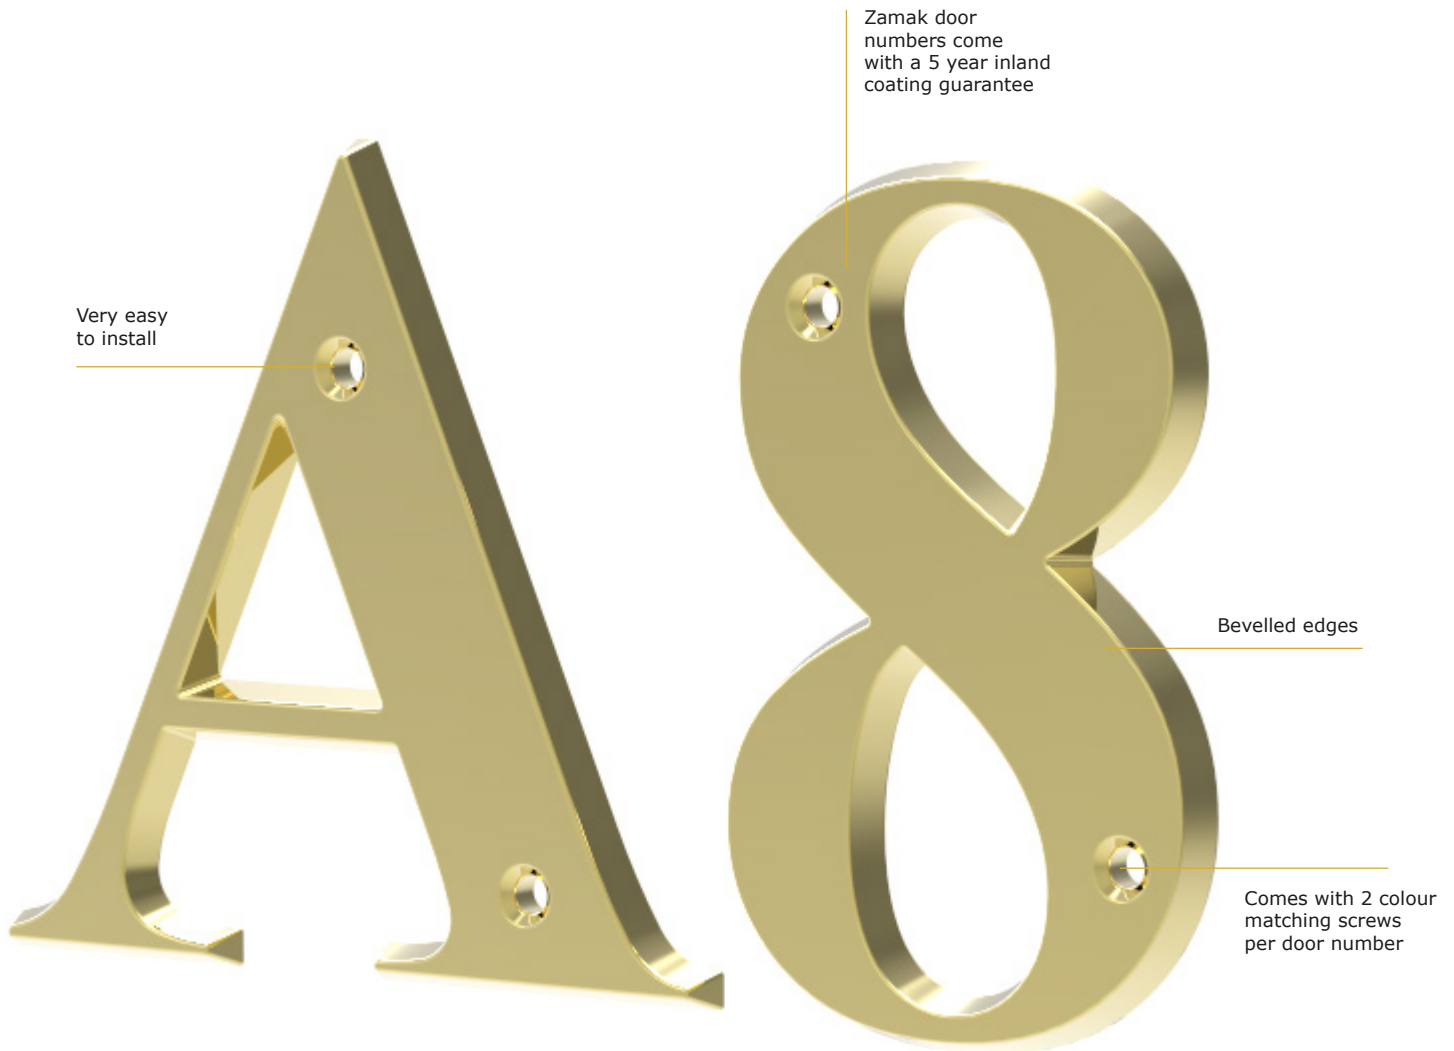 Zamak door
numbers come
with a 5 year inland
coating guarantee
Very easy
to install
A8
Bevelled edges
Comes with 2 colour
matching screws
per door number